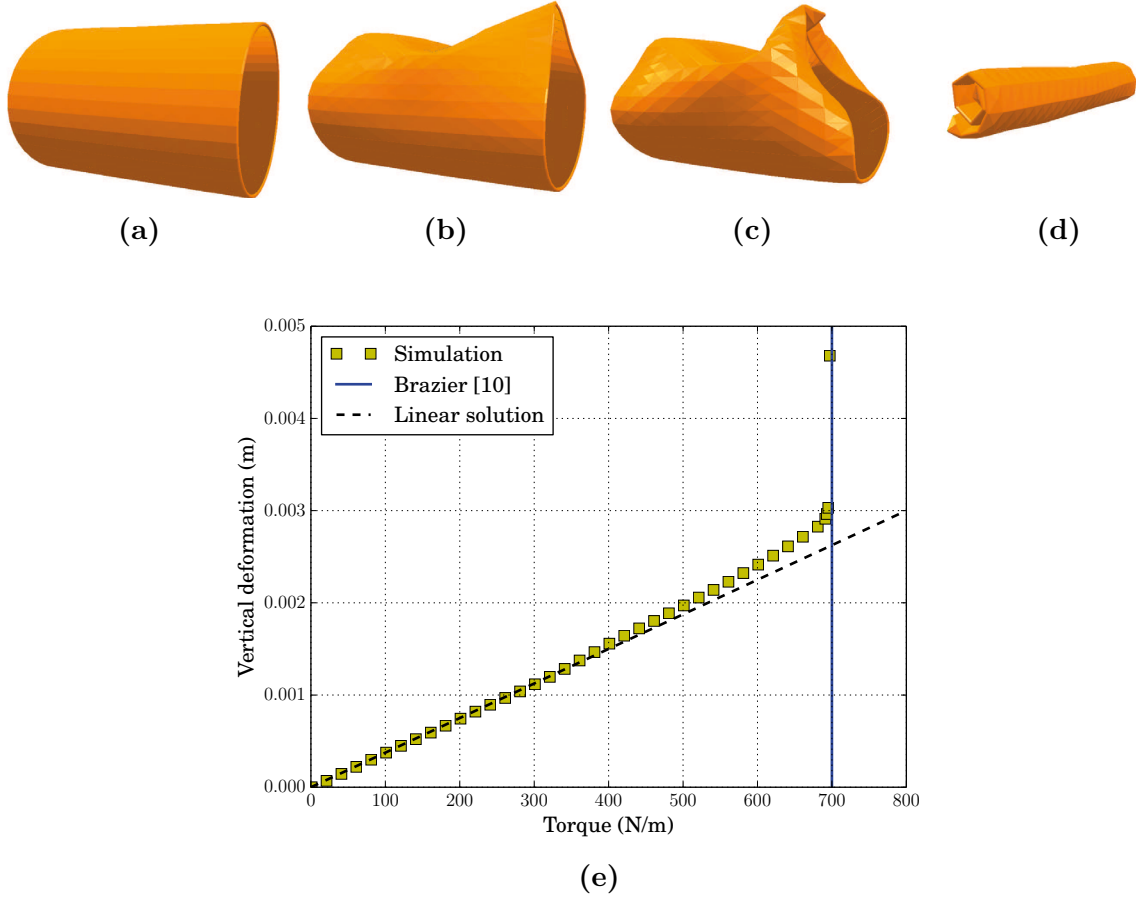 (a) (b) (c) (d)
0.005
0.004
0.003
0.002
0.001
0.000
Vertical deformation (m)
Simulation
Brazier [10]
Linear solution
0 100 200 300 400 500 600 700 800
Torque (N/m)
(e)